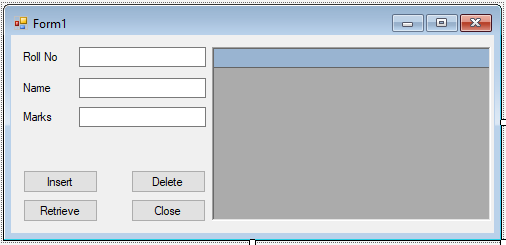 Form1
Roll No
Name
Marks
Insert Delete
Retrieve Close